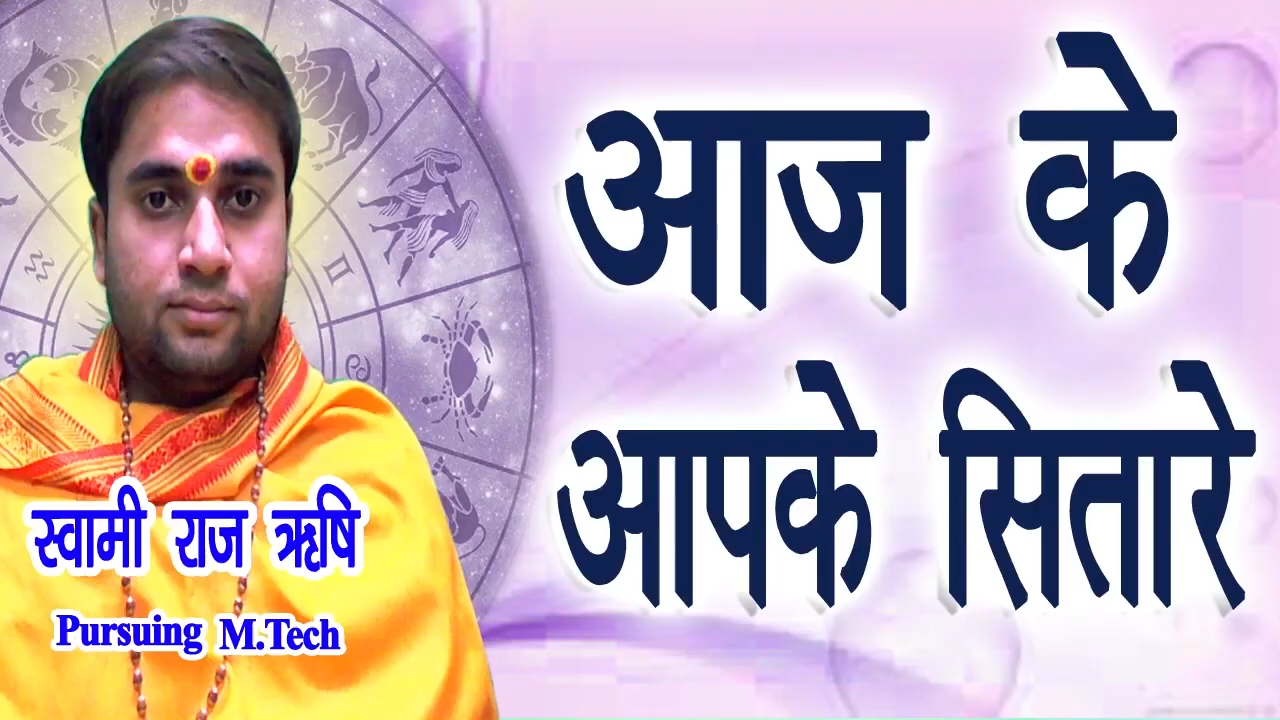 आज के
आपके सितारे
स्वामी राज ऋषि
Pursuing M.Tech